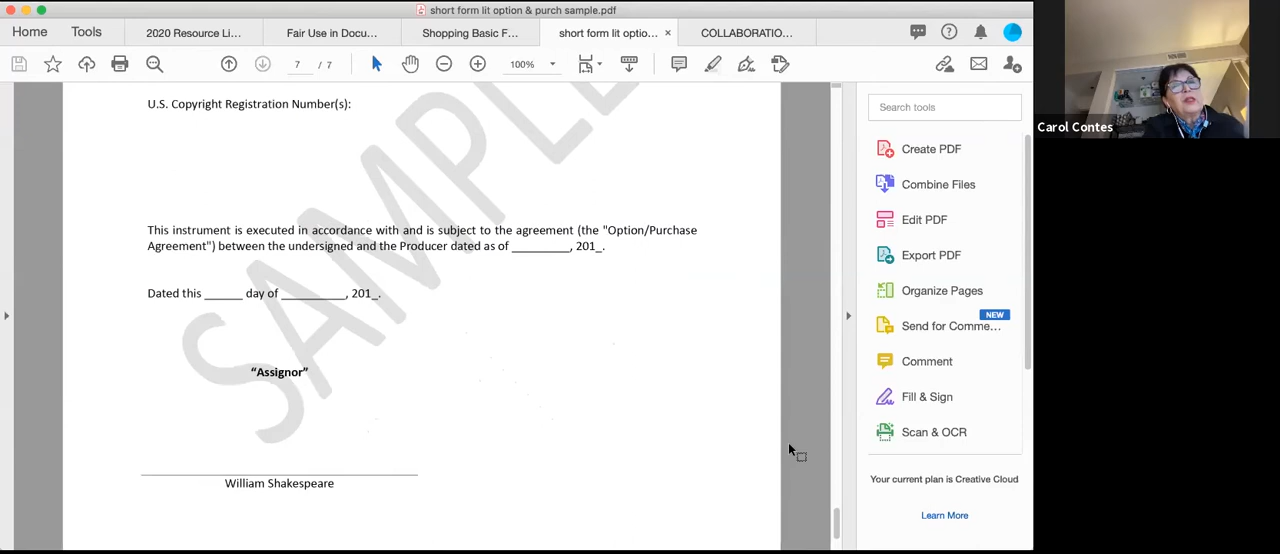 short form lit option & purch sample.pdf
Home
Tools
2020 Resource Li...
Fair Use in Docu...
Shopping Basic F...
short form lit optio...
COLLABORATIO...
7 / 7
100%
U.S. Copyright Registration Number(s):
SAMPLE
This instrument is executed in accordance with and is subject to the agreement (the "Option/Purchase
Agreement") between the undersigned and the Producer dated as of _________, 201_.
Dated this ______ day of __________, 201_.
“Assignor”
William Shakespeare
Search tools
Create PDF
Combine Files
Edit PDF
Export PDF
Organize Pages
NEW
Send for Comme...
Comment
Fill & Sign
Scan & OCR
Your current plan is Creative Cloud
Learn More
Carol Contes